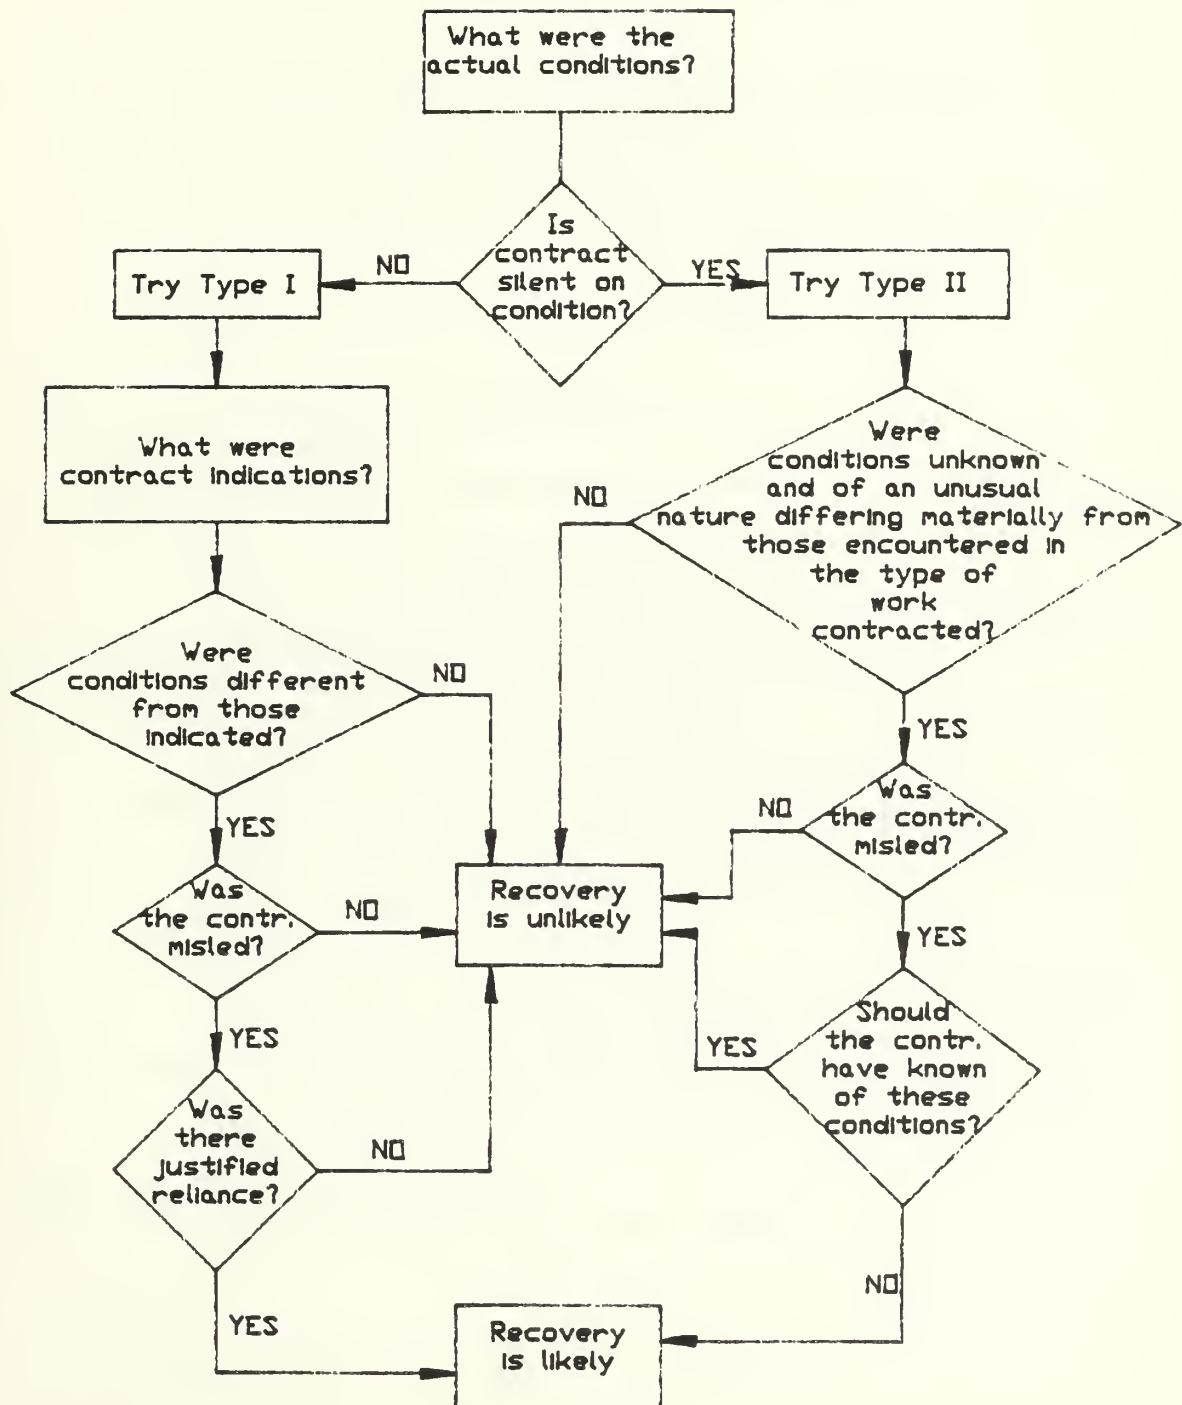 What were the
actual conditions?
Is
contract
silent on
condition?
NO
YES
Try Type I
Try Type II
What were
contract indications?
Were
conditions unknown
and of an unusual
nature differing materially from
those encountered in
the type of
work
contracted?
NO
Were
conditions different
from those
indicated?
NO
YES
YES
Was
the contr.
misled?
NO
Recovery
is unlikely
Was
the contr.
misled?
NO
YES
YES
Should
the contr.
have known
of these
conditions?
YES
Was
there
justified
reliance?
NO
NO
YES
Recovery
is likely